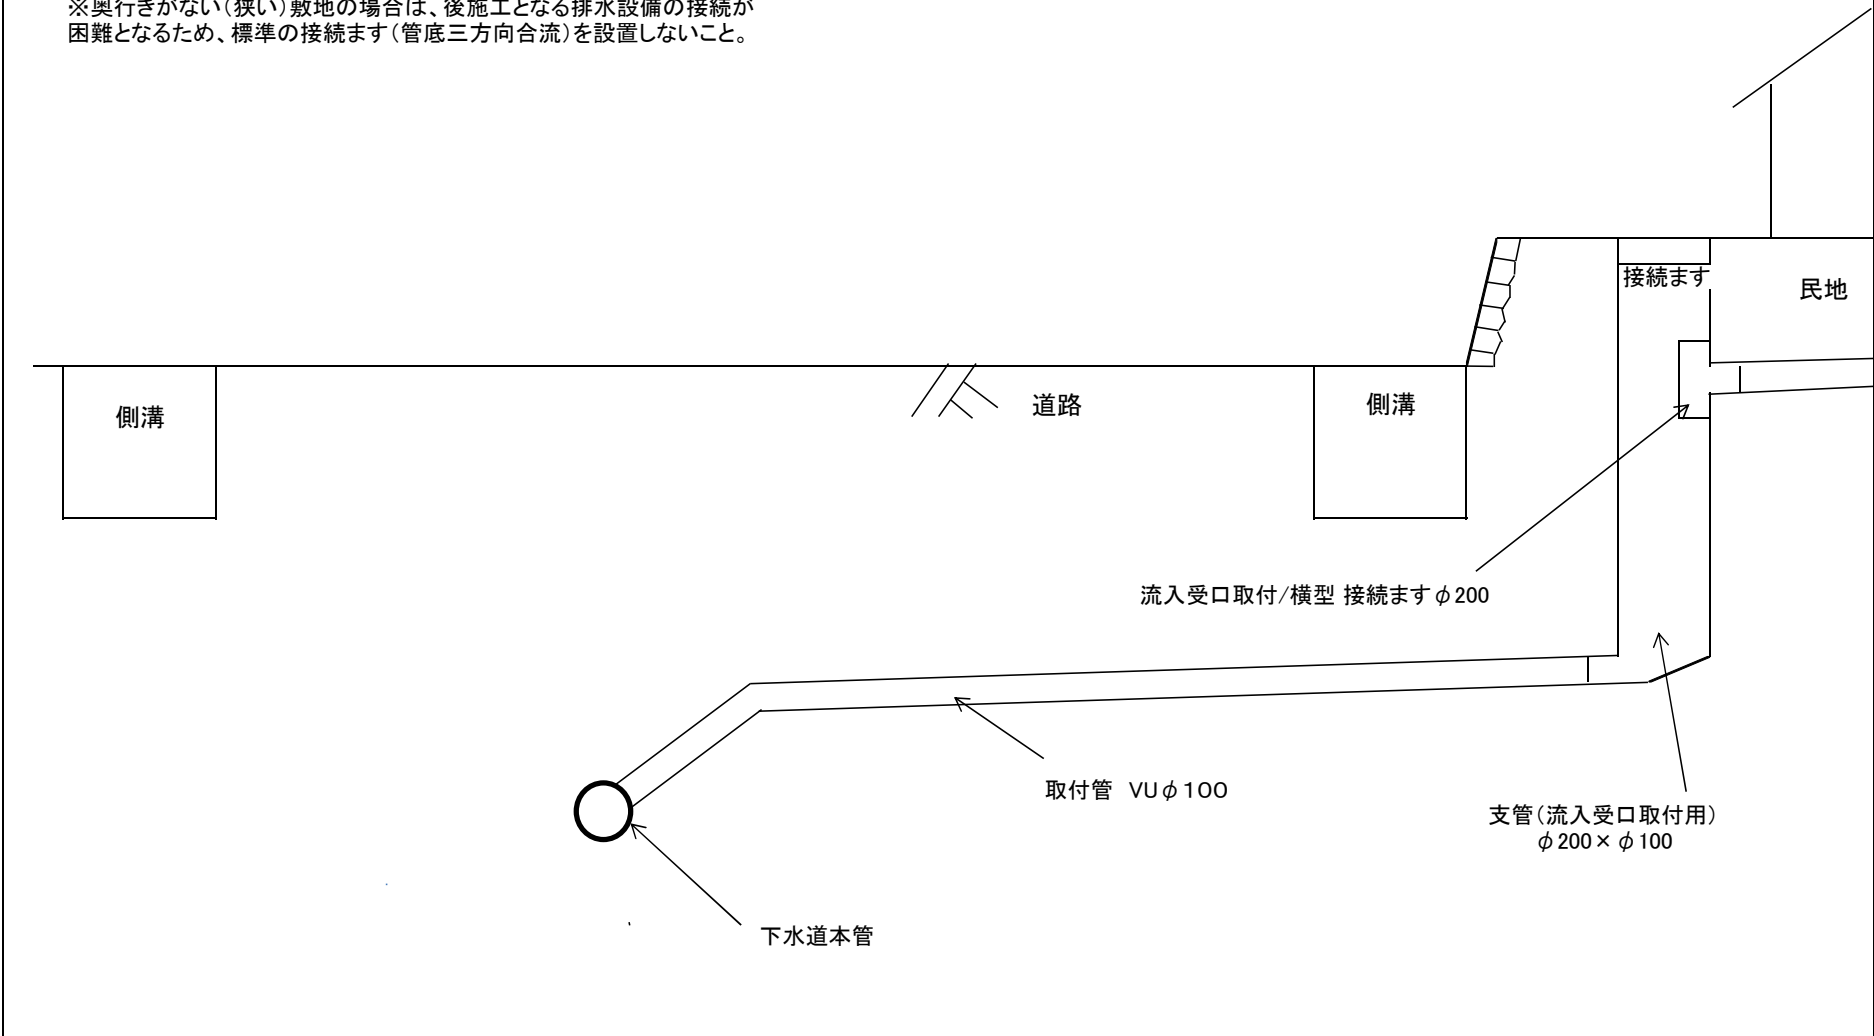 ※奥行きがない（狭い）敷地の場合は、後施工となる排水設備の接続が
困難となるため、標準の接続ます（管底三方向合流）を設置しないこと。
接続ます
民地
側溝
道路
側溝
流入受口取付/横型 接続ますφ200
取付管　VUφ１００
支管（流入受口取付用）
φ200×φ100
下水道本管